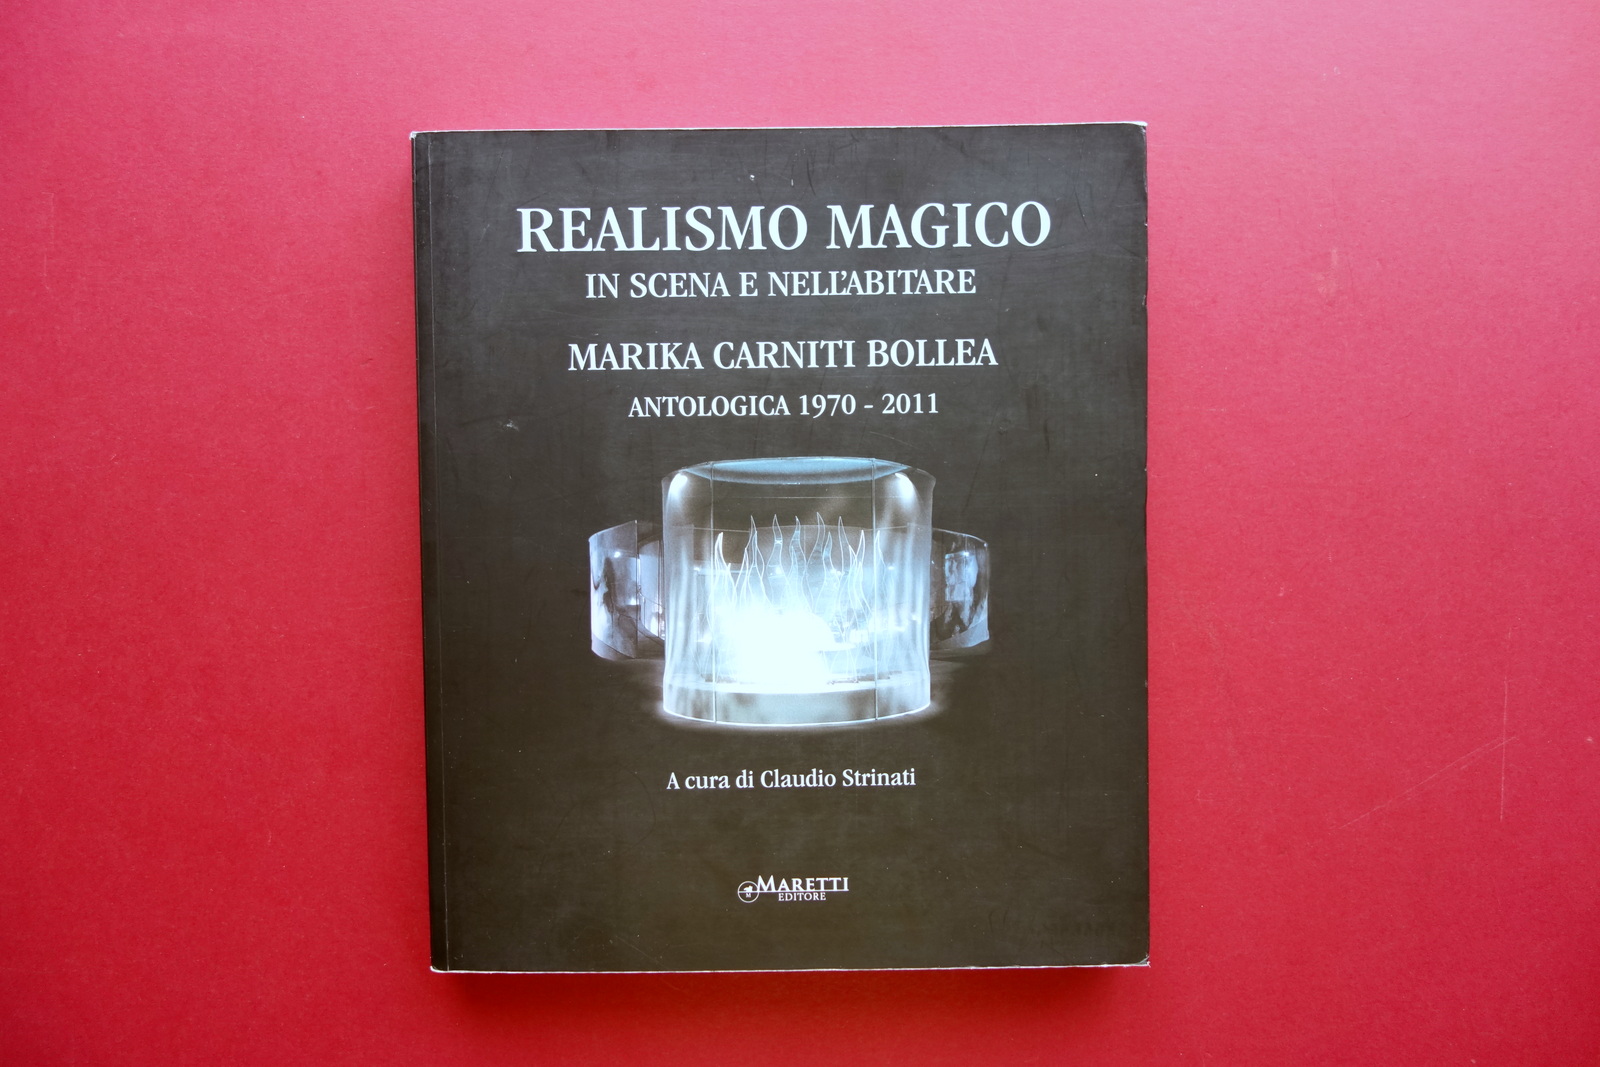 REALISMO MAGICO
IN SCENA E NELL'ABITARE
MARIKA CARNITI BOLLEA
ANTOLOGICA 1970 - 2011
A cura di Claudio Strinati
MARETTI
EDITORE